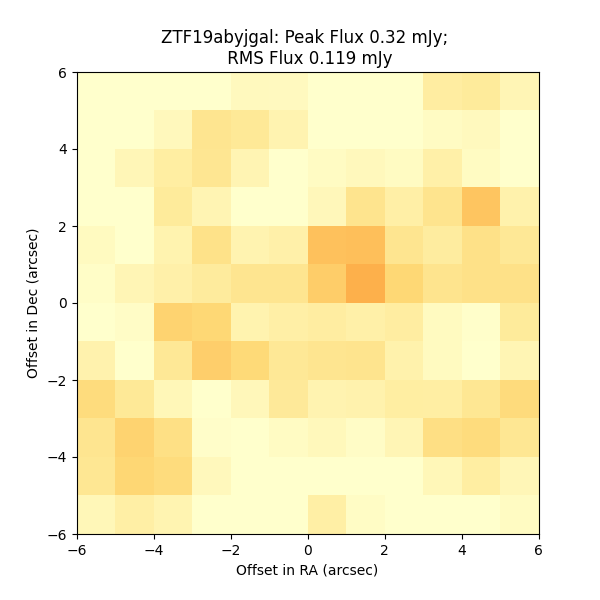 ZTF19abyjgal: Peak Flux 0.32 mJy;
RMS Flux 0.119 mJy
6
4
2
0
−2
−4
−6
Offset in Dec (arcsec)
−6 −4 −2 0 2 4 6
Offset in RA (arcsec)